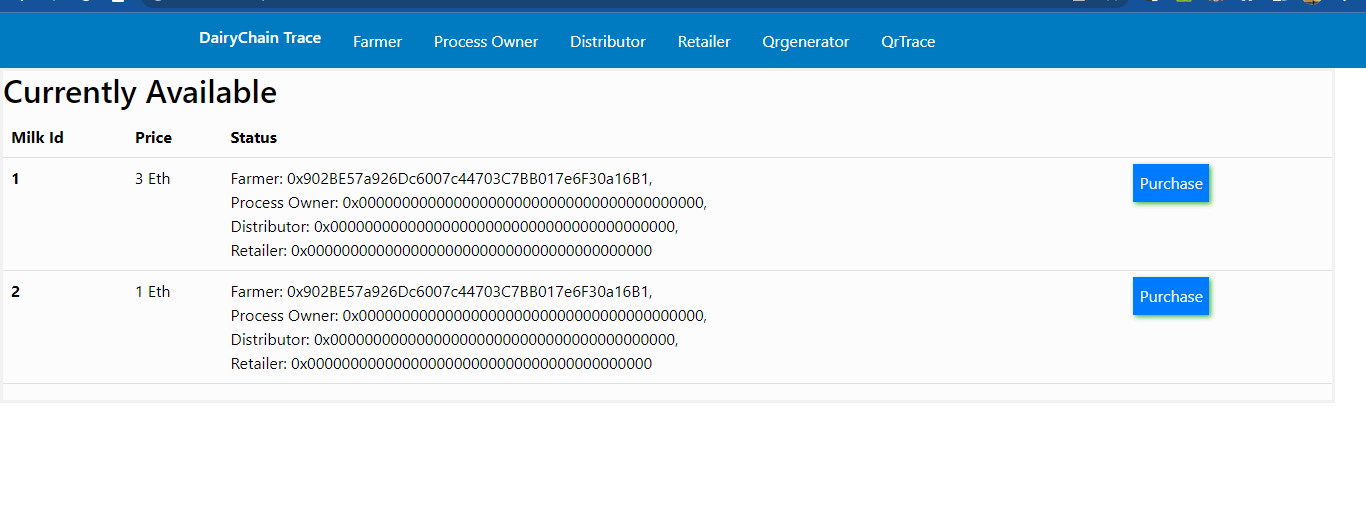 DairyChain Trace Farmer Process Owner Distributor Retailer Qrgenerator QrTrace
Currently Available
Milk Id Price Status
1 3 Eth Farmer: 0x902BE57a926Dc6007c44703C7BB017e6F30a16B1, Purchase
Process Owner: 0x0000000000000000000000000000000000000000,
Distributor: 0x0000000000000000000000000000000000000000,
Retailer: 0x0000000000000000000000000000000000000000
2 1 Eth Farmer: 0x902BE57a926Dc6007c44703C7BB017e6F30a16B1, Purchase
Process Owner: 0x0000000000000000000000000000000000000000,
Distributor: 0x0000000000000000000000000000000000000000,
Retailer: 0x0000000000000000000000000000000000000000